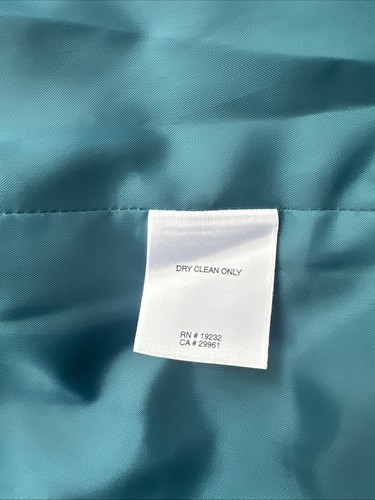 DRY CLEAN ONLY
RN # 19232
CA # 29961